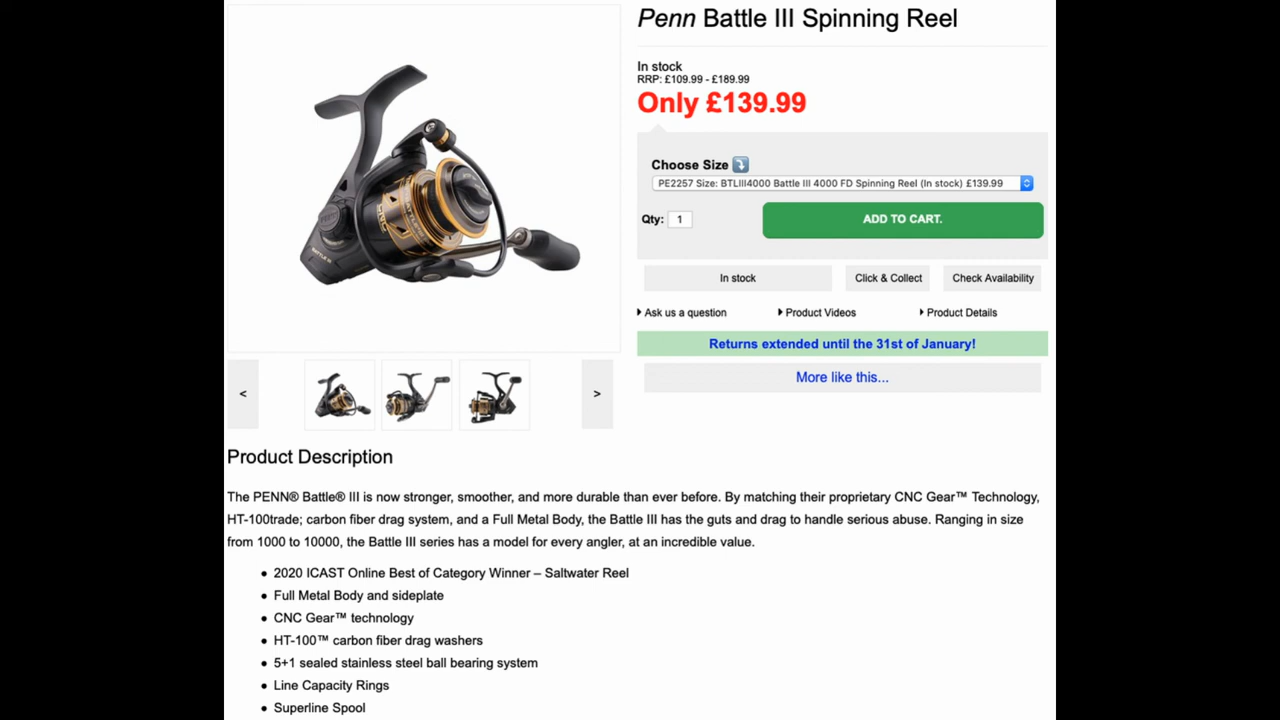 Penn Battle III Spinning Reel
In stock
RRP: £109.99 - £189.99
Only £139.99
Choose Size
PE2257 Size: BTLIII4000 Battle III 4000 FD Spinning Reel (In stock) £139.99
Qty: 1
ADD TO CART.
In stock
Click & Collect
Check Availability
Ask us a question
Product Videos
Product Details
Returns extended until the 31st of January!
More like this...
<
>
Product Description
The PENN® Battle® III is now stronger, smoother, and more durable than ever before. By matching their proprietary CNC Gear™ Technology,
HT-100trade; carbon fiber drag system, and a Full Metal Body, the Battle III has the guts and drag to handle serious abuse. Ranging in size
from 1000 to 10000, the Battle III series has a model for every angler, at an incredible value.
• 2020 ICAST Online Best of Category Winner – Saltwater Reel
• Full Metal Body and sideplate
• CNC Gear™ technology
• HT-100™ carbon fiber drag washers
• 5+1 sealed stainless steel ball bearing system
• Line Capacity Rings
• Superline Spool
BATTLE III
CNC